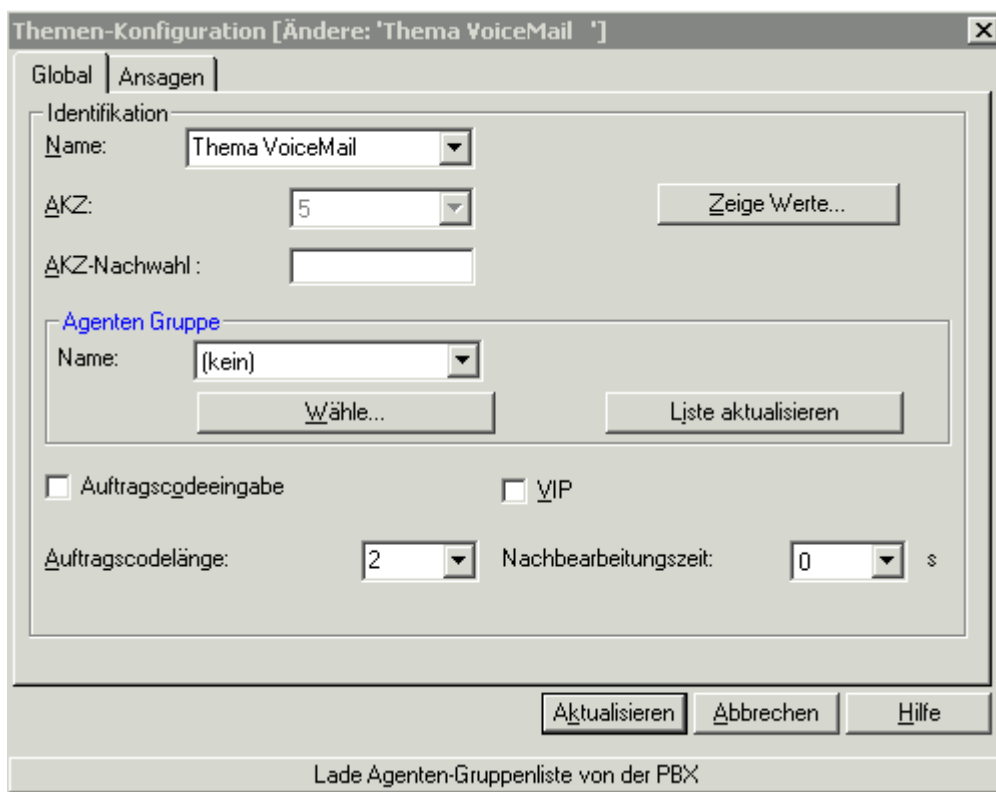 Themen-Konfiguration [Ändere: 'Thema VoiceMail   ']
Global
Ansagen
Identifikation
Name:
Thema VoiceMail
AKZ:
5
Zeige Werte...
AKZ-Nachwahl :
Agenten Gruppe
Name:
(kein)
Wähle...
Liste aktualisieren
Auftragscodeeingabe
VIP
Auftragscodelänge:
2
Nachbearbeitungszeit:
0
s
Aktualisieren
Abbrechen
Hilfe
Lade Agenten-Gruppenliste von der PBX